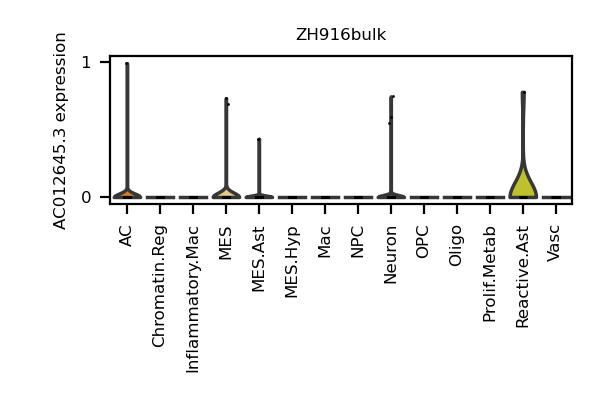 ZH916bulk
AC012645.3 expression
1
0
AC
Chromatin.Reg
Inflammatory.Mac
MES
MES.Ast
MES.Hyp
Mac
NPC
Neuron
OPC
Oligo
Prolif.Metab
Reactive.Ast
Vasc